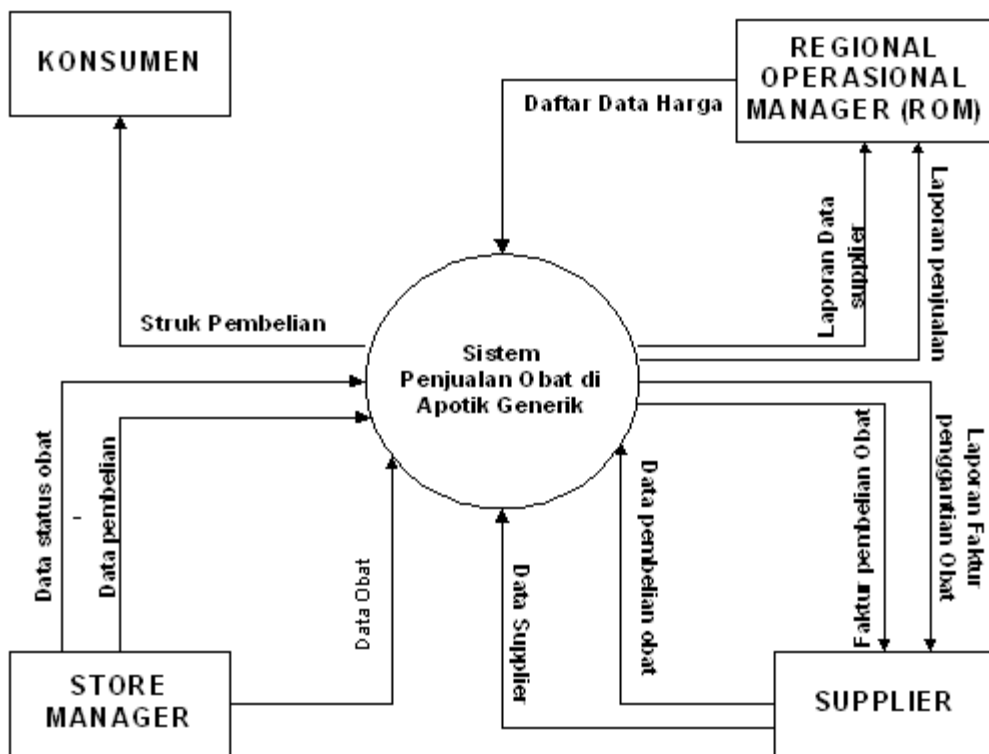 KONSUMEN
REGIONAL
OPERASIONAL
MANAGER (ROM)
Daftar Data Harga
Laporan Data
supplier
Laporan penjualan
Struk Pembelian
Sistem
Penjualan Obat di
Apotik Generik
Data status obat
-
Data pembelian
Data Obat
Data Supplier
Data pembelian obat
Faktur pembelian Obat
Laporan Faktur
penggantian Obat
STORE
MANAGER
SUPPLIER